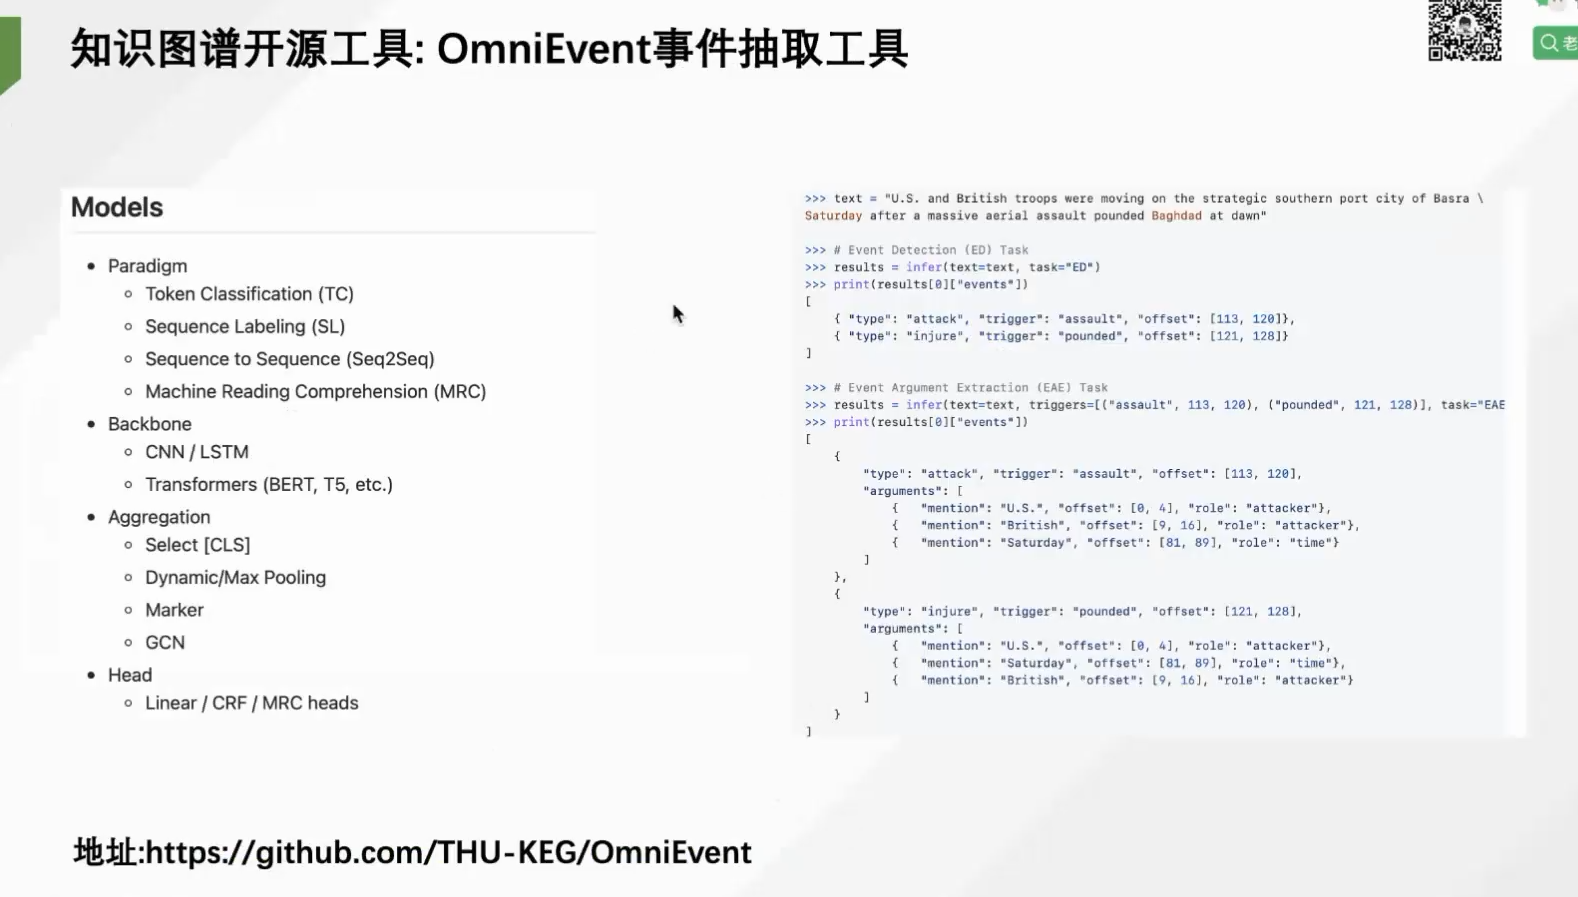 知识图谱开源工具: OmniEvent事件抽取工具
老
Models
Paradigm
Token Classification (TC)
Sequence Labeling (SL)
Sequence to Sequence (Seq2Seq)
Machine Reading Comprehension (MRC)
Backbone
CNN / LSTM
Transformers (BERT, T5, etc.)
Aggregation
Select [CLS]
Dynamic/Max Pooling
Marker
GCN
Head
Linear / CRF / MRC heads
>>> text = "U.S. and British troops were moving on the strategic southern port city of Basra \
Saturday after a massive aerial assault pounded Baghdad at dawn"
>>> # Event Detection (ED) Task
>>> results = infer(text=text, task="ED")
>>> print(results[0]["events"])
[
{ "type": "attack", "trigger": "assault", "offset": [113, 120]},
{ "type": "injure", "trigger": "pounded", "offset": [121, 128]}
]
>>> # Event Argument Extraction (EAE) Task
>>> results = infer(text=text, triggers=[("assault", 113, 120), ("pounded", 121, 128)], task="EAE
>>> print(results[0]["events"])
[
{
"type": "attack", "trigger": "assault", "offset": [113, 120],
"arguments": [
{ "mention": "U.S.", "offset": [0, 4], "role": "attacker"},
{ "mention": "British", "offset": [9, 16], "role": "attacker"},
{ "mention": "Saturday", "offset": [81, 89], "role": "time"}
]
},
{
"type": "injure", "trigger": "pounded", "offset": [121, 128],
"arguments": [
{ "mention": "U.S.", "offset": [0, 4], "role": "attacker"},
{ "mention": "Saturday", "offset": [81, 89], "role": "time"},
{ "mention": "British", "offset": [9, 16], "role": "attacker"}
]
}
]
地址:https://github.com/THU-KEG/OmniEvent